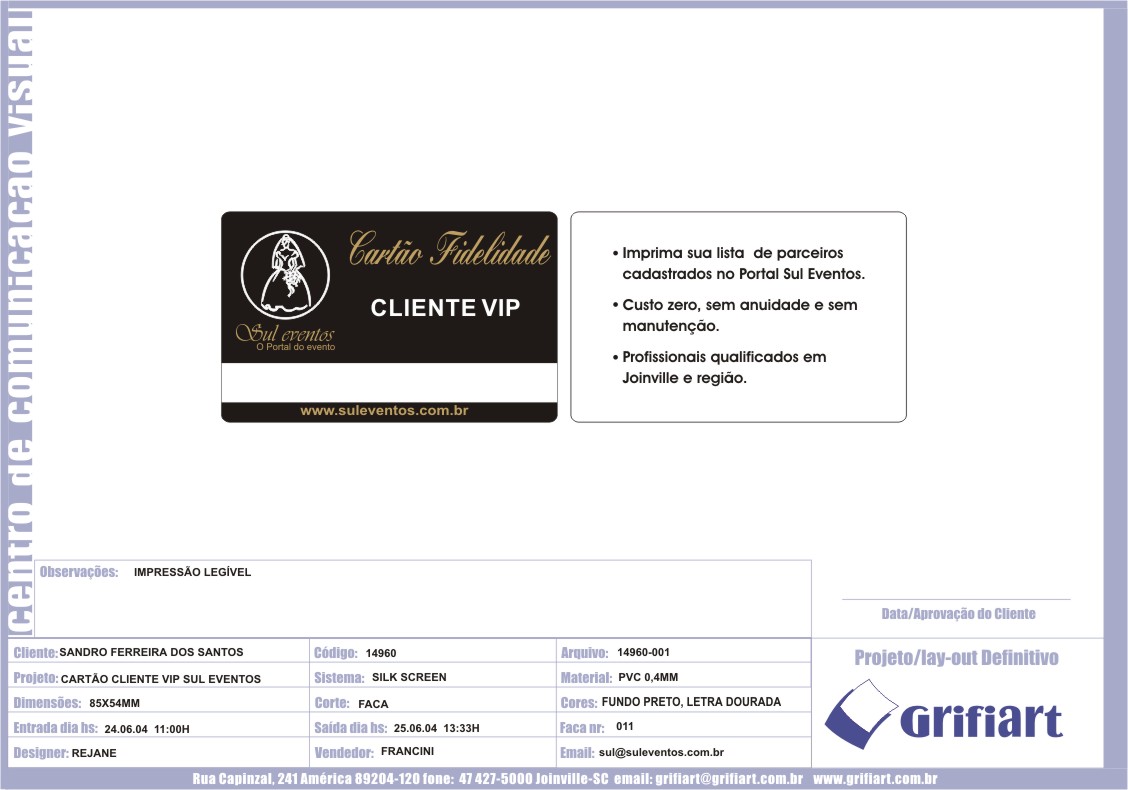 centro de comunicacao visual
Cartão Fidelidade
CLIENTE VIP
Sul eventos
O Portal do evento
www.suleventos.com.br
• Imprima sua lista de parceiros
cadastrados no Portal Sul Eventos.
• Custo zero, sem anuidade e sem
manutenção.
• Profissionais qualificados em
Joinville e região.
Observações: IMPRESSÃO LEGÍVEL
Data/Aprovação do Cliente
Cliente: SANDRO FERREIRA DOS SANTOS Código: 14960 Arquivo: 14960-001
Projeto: CARTÃO CLIENTE VIP SUL EVENTOS Sistema: SILK SCREEN Material: PVC 0,4MM
Dimensões: 85X54MM Corte: FACA Cores: FUNDO PRETO, LETRA DOURADA
Entrada dia hs: 24.06.04 11:00H Saída dia hs: 25.06.04 13:33H Faca nr: 011
Designer: REJANE Vendedor: FRANCINI Email: sul@suleventos.com.br
Projeto/lay-out Definitivo
Grifiart
Rua Capinzal, 241 América 89204-120 fone: 47 427-5000 Joinville-SC email: grifiart@grifiart.com.br www.grifiart.com.br